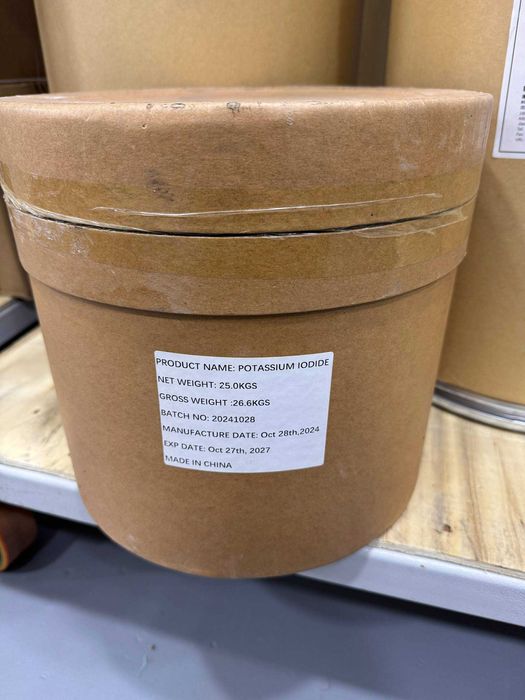 PRODUCT NAME: POTASSIUM IODIDE
NET WEIGHT: 25.0KGS
GROSS WEIGHT :26.6KGS
BATCH NO: 20241028
MANUFACTURE DATE: Oct 28th,2024
EXP DATE: Oct 27th, 2027
MADE IN CHINA